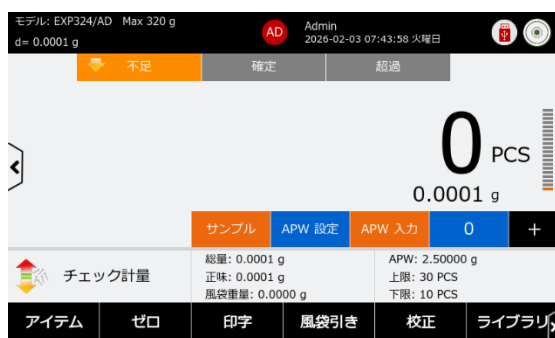 モデル: EXP324/AD Max 320 g
d= 0.0001 g
AD
Admin
2026-02-03 07:43:58 火曜日
不足
確定
超過
0 PCS
0.0001 g
サンプル
APW 設定
APW 入力
0
+
チェック計量
総量: 0.0001 g
正味: 0.0001 g
風袋重量: 0.0000 g
APW: 2.50000 g
上限: 30 PCS
下限: 10 PCS
アイテム
ゼロ
印字
風袋引き
校正
ライブラリ